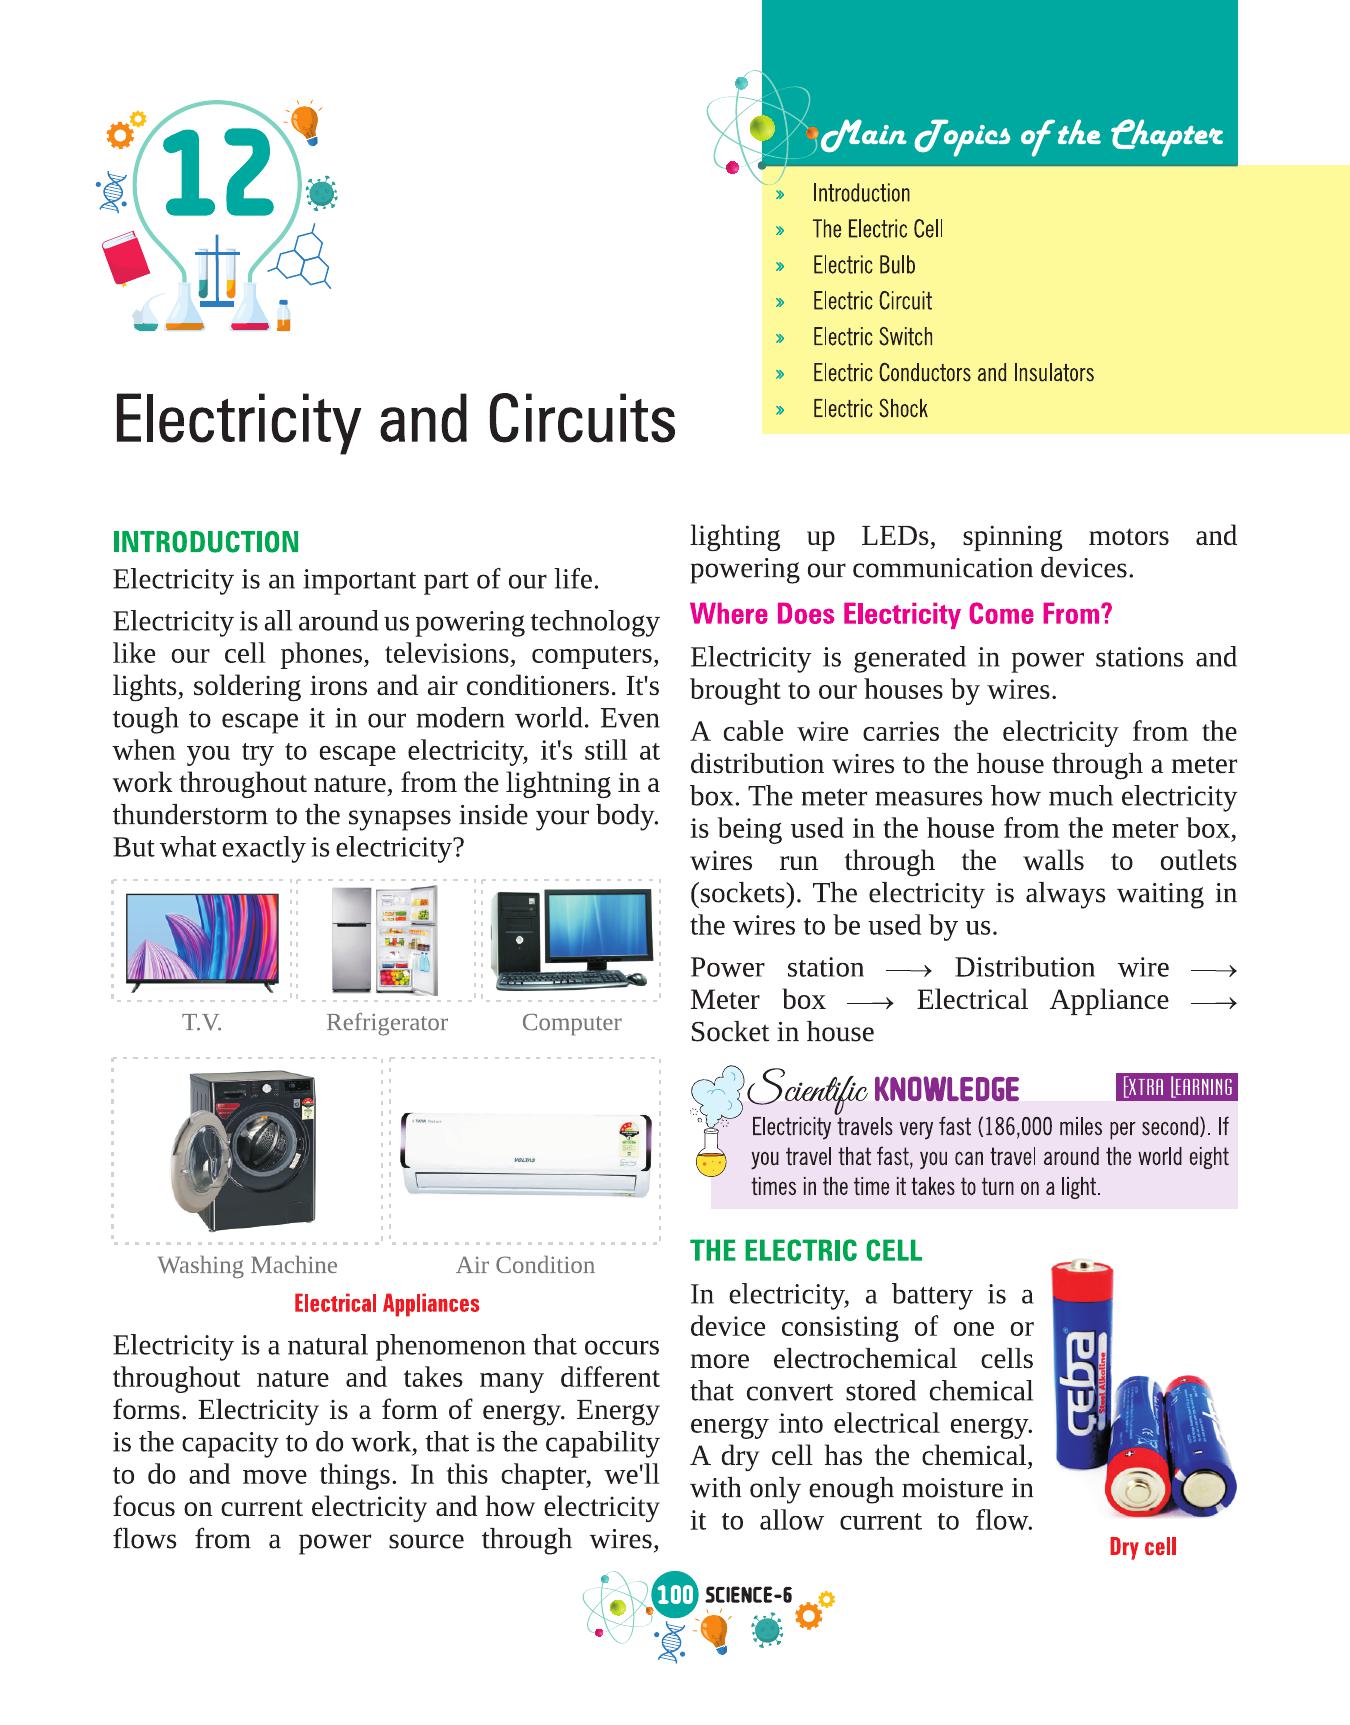 12
Main Topics of the Chapter
» Introduction
» The Electric Cell
» Electric Bulb
» Electric Circuit
» Electric Switch
» Electric Conductors and Insulators
» Electric Shock
Electricity and Circuits
INTRODUCTION
Electricity is an important part of our life.
Electricity is all around us powering technology
like our cell phones, televisions, computers,
lights, soldering irons and air conditioners. It's
tough to escape it in our modern world. Even
when you try to escape electricity, it's still at
work throughout nature, from the lightning in a
thunderstorm to the synapses inside your body.
But what exactly is electricity?
T.V.
Refrigerator
Computer
VOLTAS
Washing Machine
Air Condition
Electrical Appliances
Electricity is a natural phenomenon that occurs
throughout nature and takes many different
forms. Electricity is a form of energy. Energy
is the capacity to do work, that is the capability
to do and move things. In this chapter, we'll
focus on current electricity and how electricity
flows from a power source through wires,
lighting up LEDs, spinning motors and
powering our communication devices.
Where Does Electricity Come From?
Electricity is generated in power stations and
brought to our houses by wires.
A cable wire carries the electricity from the
distribution wires to the house through a meter
box. The meter measures how much electricity
is being used in the house from the meter box,
wires run through the walls to outlets
(sockets). The electricity is always waiting in
the wires to be used by us.
Power station ⟶ Distribution wire ⟶
Meter box ⟶ Electrical Appliance ⟶
Socket in house
Scientific KNOWLEDGE
EXTRA LEARNING
Electricity travels very fast (186,000 miles per second). If
you travel that fast, you can travel around the world eight
times in the time it takes to turn on a light.
THE ELECTRIC CELL
In electricity, a battery is a
device consisting of one or
more electrochemical cells
that convert stored chemical
energy into electrical energy.
A dry cell has the chemical,
with only enough moisture in
it to allow current to flow.
geba
Steel Alkaline
Dry cell
100 SCIENCE-6